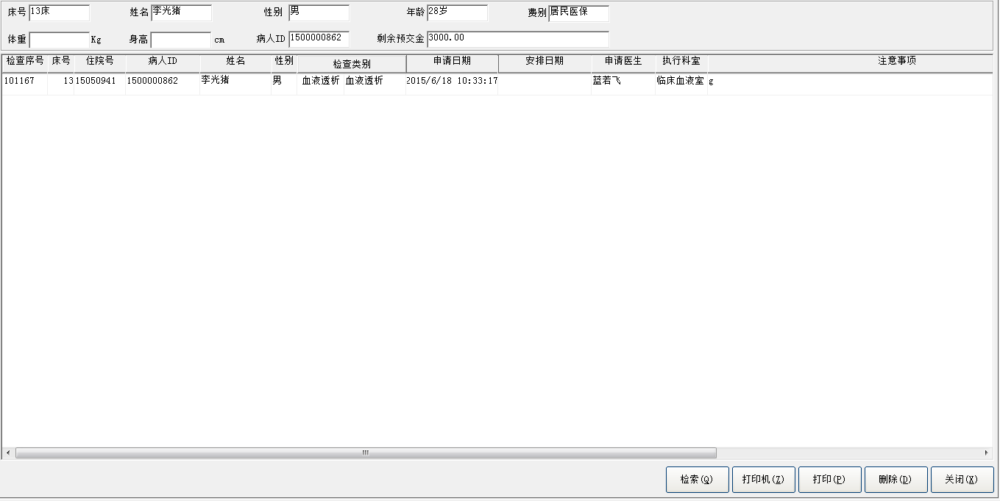 床号 13床 姓名 李光猪 性别 男 年龄 28岁 费别 居民医保
体重 Kg 身高 cm 病人ID 1500000862 剩余预交金 3000.00
检查序号 床号 住院号 病人ID 姓名 性别 检查类别 申请日期 安排日期 申请医生 执行科室 注意事项
101167 13 15050941 1500000862 李光猪 男 血液透析 血液透析 2015/6/18 10:33:17 蓝若飞 临床血液室 g
检索(Q) 打印机(Z) 打印(P) 删除(D) 关闭(X)